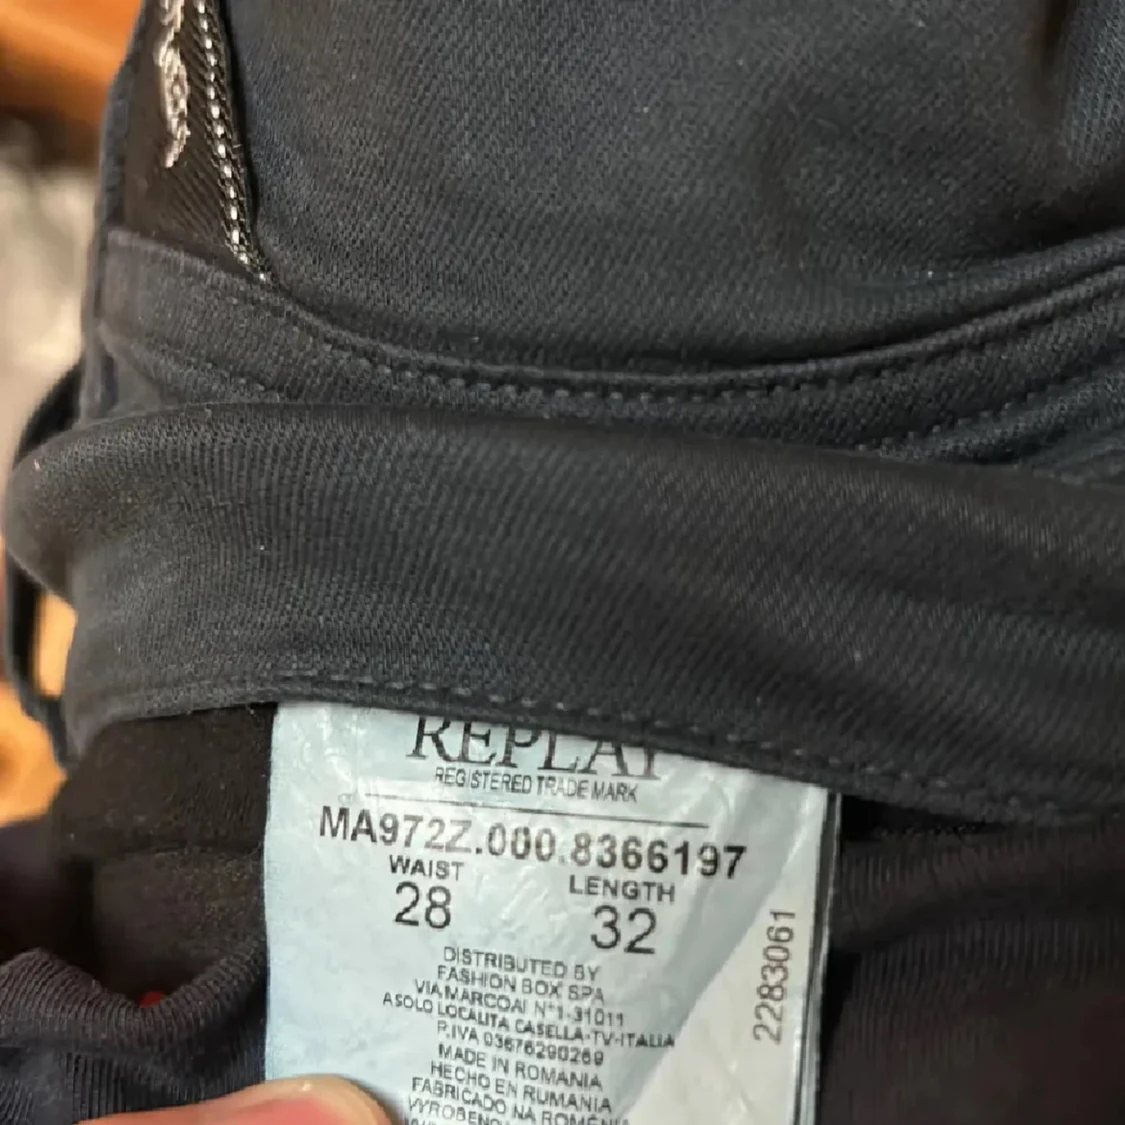 REPLAY
REGISTERED TRADE MARK
MA972Z.000.8366197
WAIST
28
LENGTH
32
DISTRIBUTED BY
FASHION BOX SPA
VIA MARCOAI N°1-31011
ASOLO LOCALITA CASELLA-TV-ITALIA
P.IVA 03676290269
MADE IN ROMANIA
HECHO EN RUMANIA
FABRICADO NA ROMÉNIA
2283061